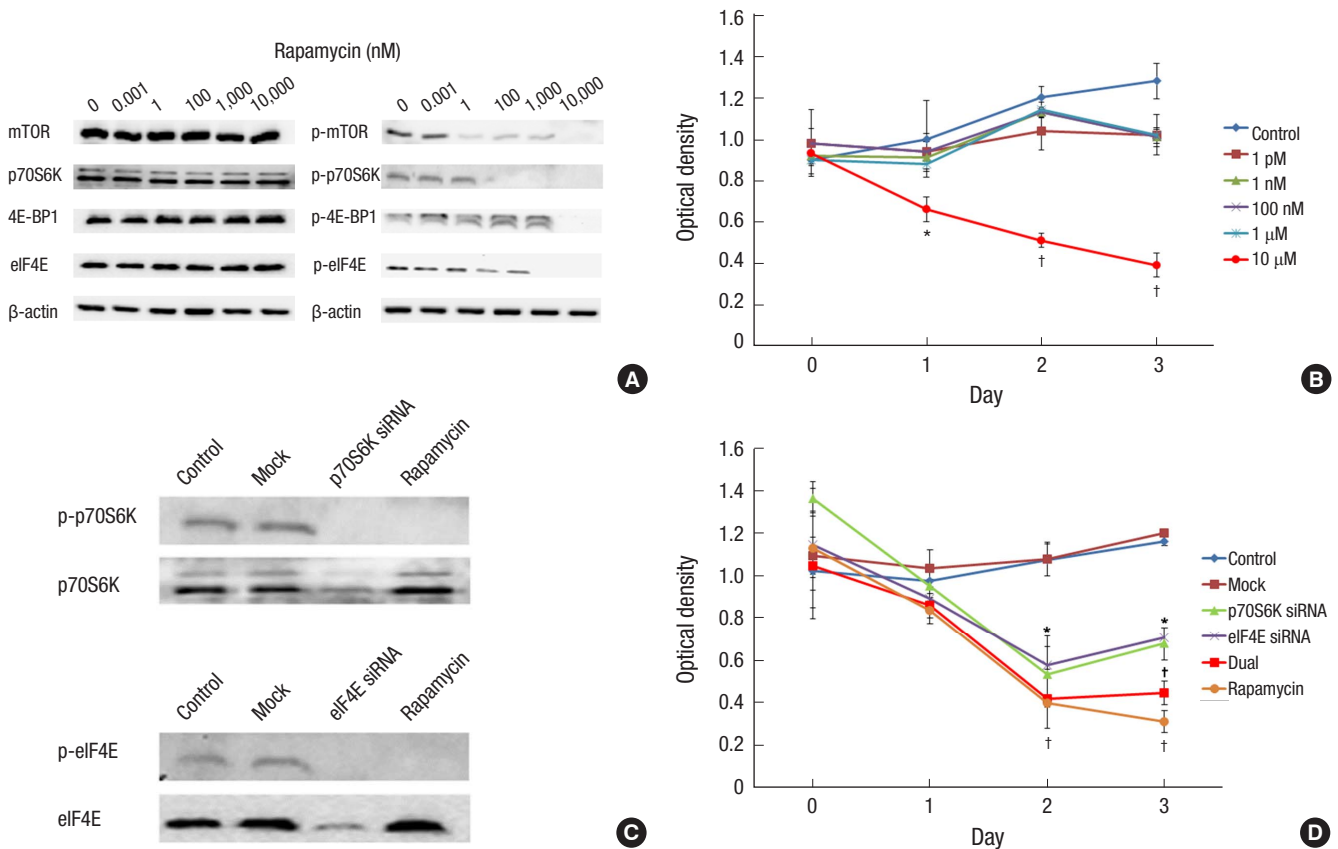 Rapamycin (nM)
0 0.001 1 100 1,000 10,000
0 0.001 1 100 1,000 10,000
mTOR
p-mTOR
p70S6K
p-p70S6K
4E-BP1
p-4E-BP1
eIF4E
p-eIF4E
β-actin
β-actin
A
1.6
1.4
1.2
1.0
0.8
0.6
0.4
0.2
0
Optical density
0 1 2 3
Day
*
†
†
Control
1 pM
1 nM
100 nM
1 μM
10 μM
B
Control Mock p70S6K siRNA Rapamycin
p-p70S6K
p70S6K
Control Mock eIF4E siRNA Rapamycin
p-eIF4E
eIF4E
C
1.6
1.4
1.2
1.0
0.8
0.6
0.4
0.2
0
Optical density
0 1 2 3
Day
* *
†
† †
Control
Mock
p70S6K siRNA
eIF4E siRNA
Dual
Rapamycin
D